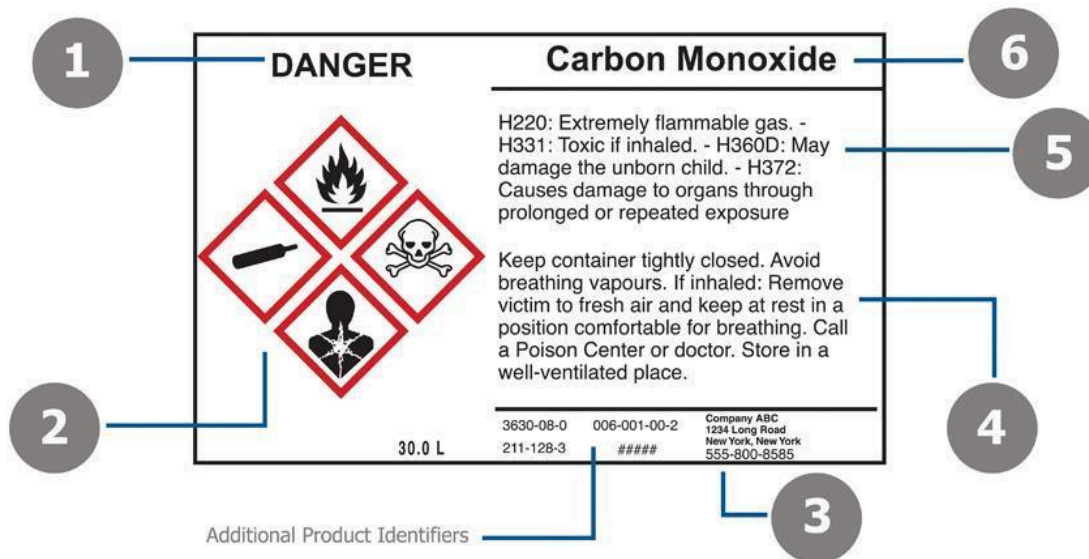 1
DANGER
Carbon Monoxide
6
H220: Extremely flammable gas. -
H331: Toxic if inhaled. - H360D: May
damage the unborn child. - H372:
Causes damage to organs through
prolonged or repeated exposure
5
Keep container tightly closed. Avoid
breathing vapours. If inhaled: Remove
victim to fresh air and keep at rest in a
position comfortable for breathing. Call
a Poison Center or doctor. Store in a
well-ventilated place.
4
2
30.0 L
3630-08-0 006-001-00-2
211-128-3 #####
Company ABC
1234 Long Road
New York, New York
555-800-8585
3
Additional Product Identifiers